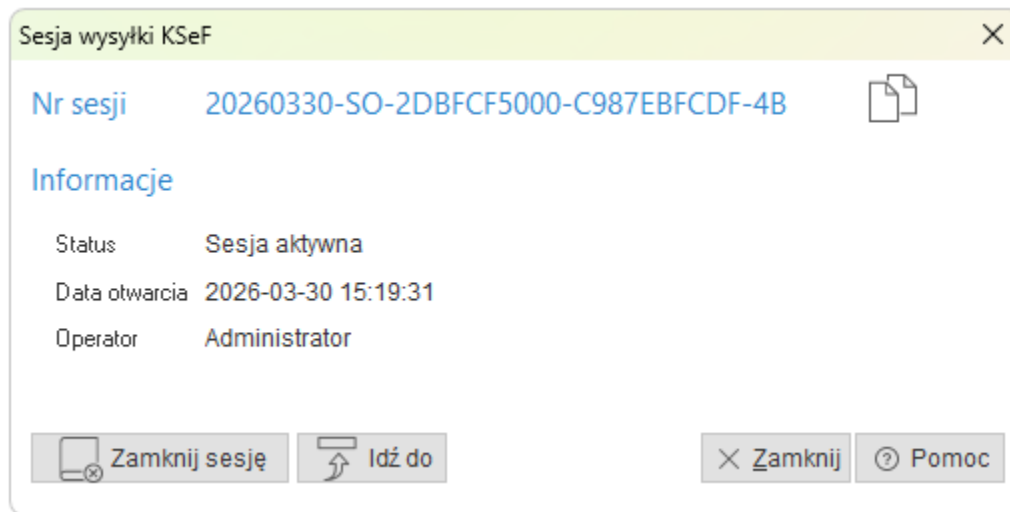 Sesja wysyłki KSeF
Nr sesji 20260330-SO-2DBFCF5000-C987EBFCDF-4B
Informacje
Status Sesja aktywna
Data otwarcia 2026-03-30 15:19:31
Operator Administrator
Zamknij sesję Idź do Zamknij Pomoc